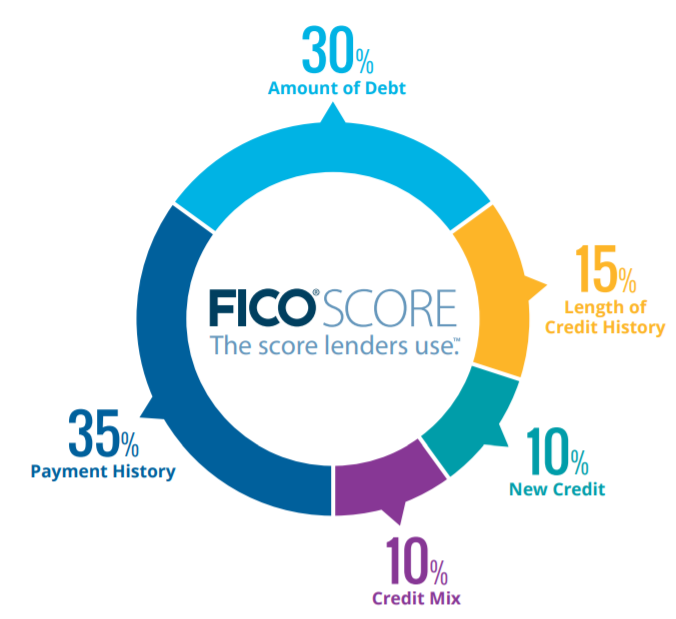 30%
Amount of Debt
15%
Length of
Credit History
FICO® SCORE
The score lenders use.™
35%
Payment History
10%
New Credit
10%
Credit Mix